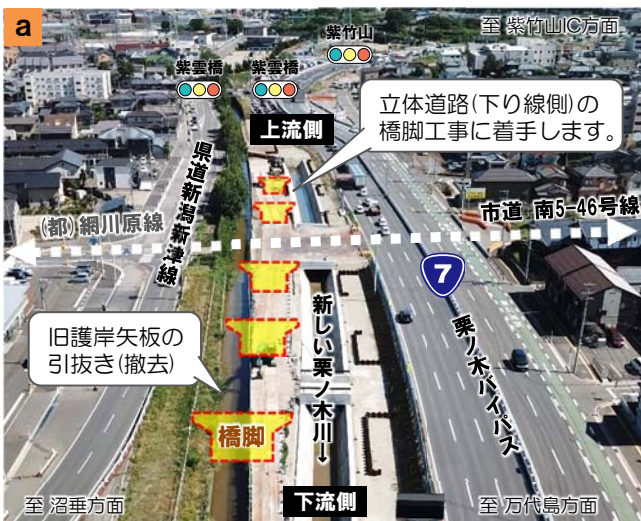 a
紫竹山
至 紫竹山IC方面
紫雲橋
紫雲橋
上流側
立体道路(下り線側)の
橋脚工事に着手します。
県道新潟新津線
(都)網川原線
市道 南5-46号線
7
新しい栗ノ木川→
栗ノ木バイパス
旧護岸矢板の
引抜き(撤去)
橋脚
至 沼垂方面
下流側
至 万代島方面